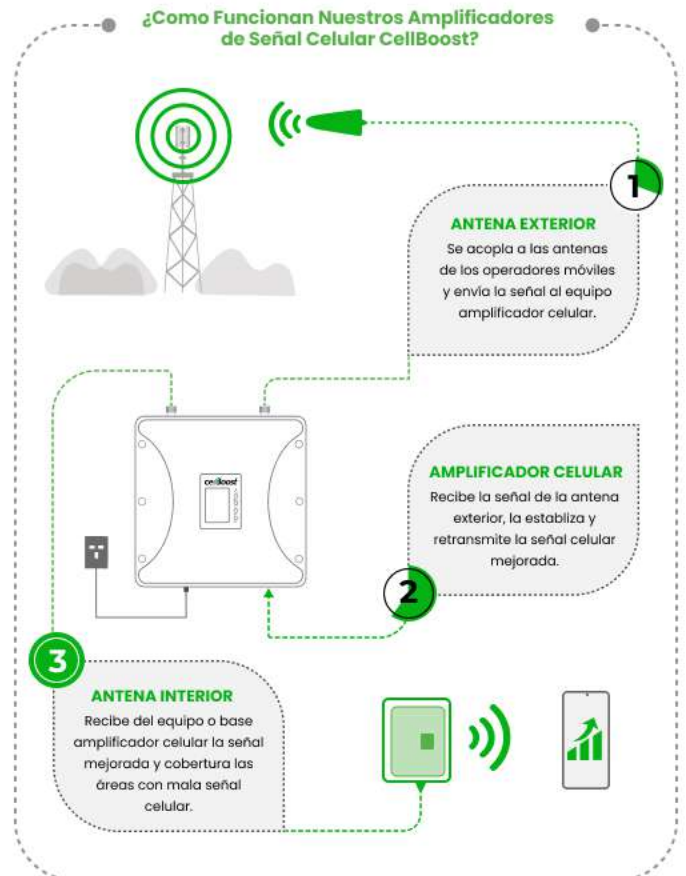 ¿Como Funcionan Nuestros Amplificadores
de Señal Celular CellBoost?
1
ANTENA EXTERIOR
Se acopla a las antenas
de los operadores móviles
y envía la señal al equipo
amplificador celular.
cellboost
AMPLIFICADOR CELULAR
Recibe la señal de la antena
exterior, la establiza y
retransmite la señal celular
mejorada.
2
3
ANTENA INTERIOR
Recibe del equipo o base
amplificador celular la señal
mejorada y cobertura las
áreas con mala señal
celular.